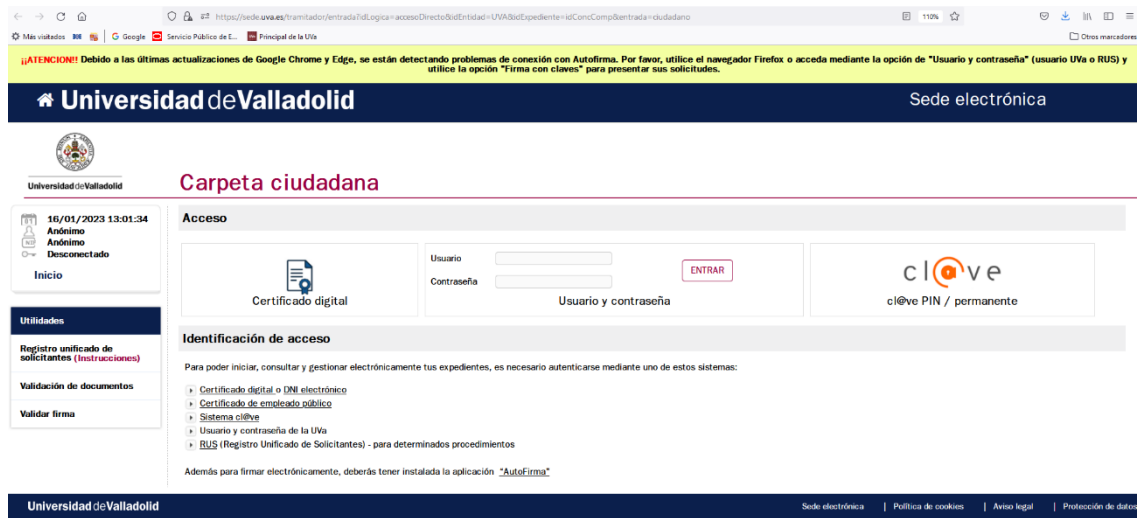 https://sede.uva.es/tramitador/entrada?idLogica=accesoDirecto&idEntidad=UVA&idExpediente=idConcComp&entrada=ciudadano
110%
Más visitados
Google
Servicio Público de E...
Principal de la UVa
Otros marcadores
¡¡ATENCION!! Debido a las últimas actualizaciones de Google Chrome y Edge, se están detectando problemas de conexión con Autofirma. Por favor, utilice el navegador Firefox o acceda mediante la opción de "Usuario y contraseña" (usuario UVa o RUS) y
utilice la opción "Firma con claves" para presentar sus solicitudes.
Universidad de Valladolid
Sede electrónica
Universidad de Valladolid
Carpeta ciudadana
16/01/2023 13:01:34
Anónimo
NIF
Anónimo
Desconectado
Inicio
Acceso
Certificado digital
Usuario
Contraseña
ENTRAR
Usuario y contraseña
cl@ve
cl@ve PIN / permanente
Utilidades
Registro unificado de
solicitantes (Instrucciones)
Validación de documentos
Validar firma
Identificación de acceso
Para poder iniciar, consultar y gestionar electrónicamente tus expedientes, es necesario autenticarse mediante uno de estos sistemas:
Certificado digital o DNI electrónico
Certificado de empleado público
Sistema cl@ve
Usuario y contraseña de la UVa
RUS (Registro Unificado de Solicitantes) - para determinados procedimientos
Además para firmar electrónicamente, deberás tener instalada la aplicación "AutoFirma"
Universidad de Valladolid
Sede electrónica | Política de cookies | Aviso legal | Protección de datos